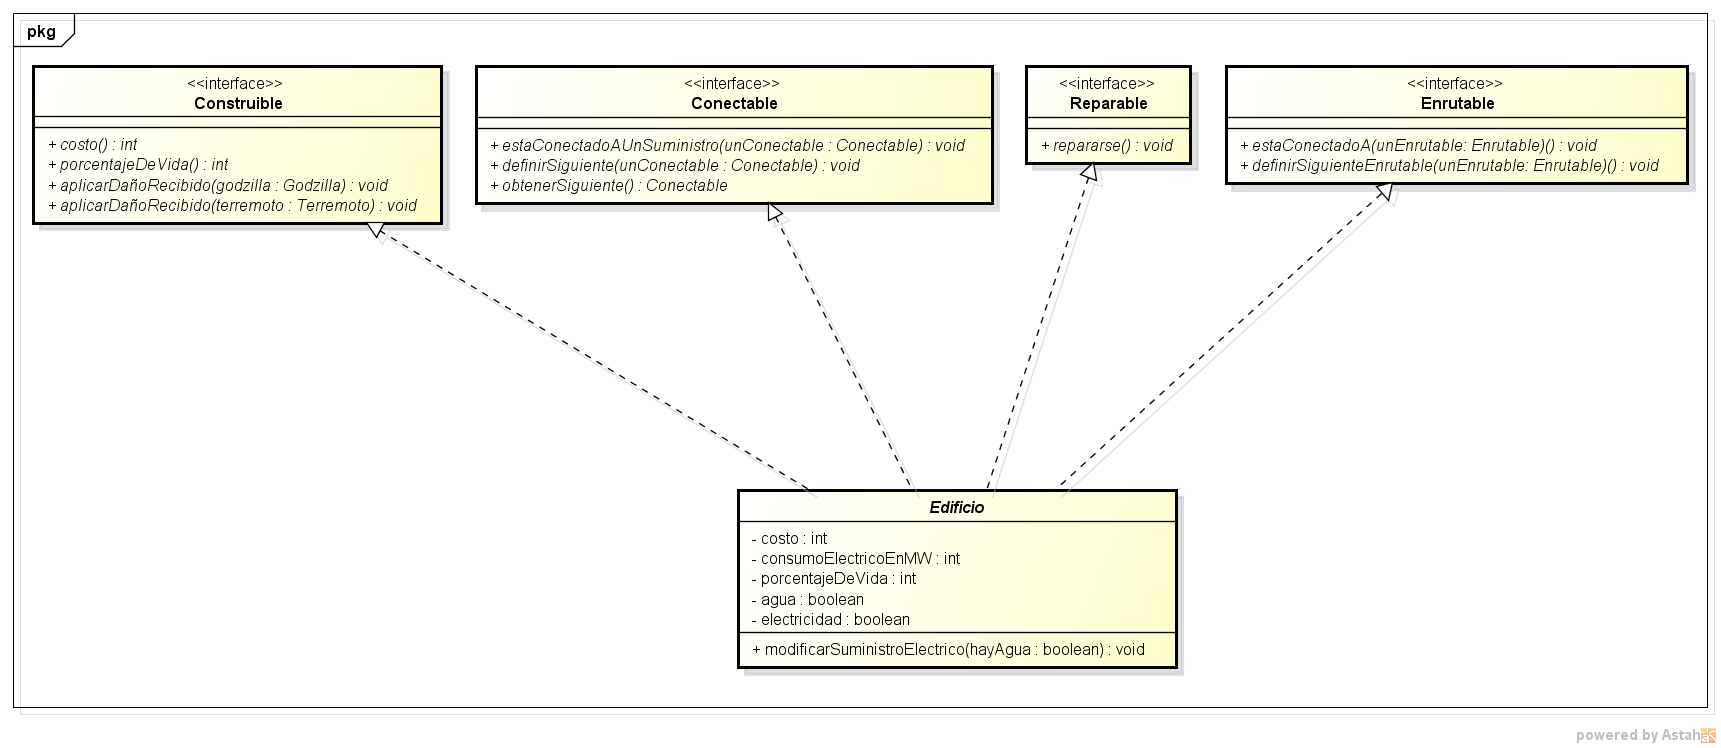 pkg
<<interface>>
Construible
+ costo() : int
+ porcentajeDeVida() : int
+ aplicarDañoRecibido(godzilla : Godzilla) : void
+ aplicarDañoRecibido(terremoto : Terremoto) : void
<<interface>>
Conectable
+ estaConectadoAUnSuministro(unConectable : Conectable) : void
+ definirSiguiente(unConectable : Conectable) : void
+ obtenerSiguiente() : Conectable
<<interface>>
Reparable
+ repararse() : void
<<interface>>
Enrutable
+ estaConectadoA(unEnrutable: Enrutable)() : void
+ definirSiguienteEnrutable(unEnrutable: Enrutable)() : void
Edificio
- costo : int
- consumoElectricoEnMW : int
- porcentajeDeVida : int
- agua : boolean
- electricidad : boolean
+ modificarSuministroElectrico(hayAgua : boolean) : void
powered by Astah